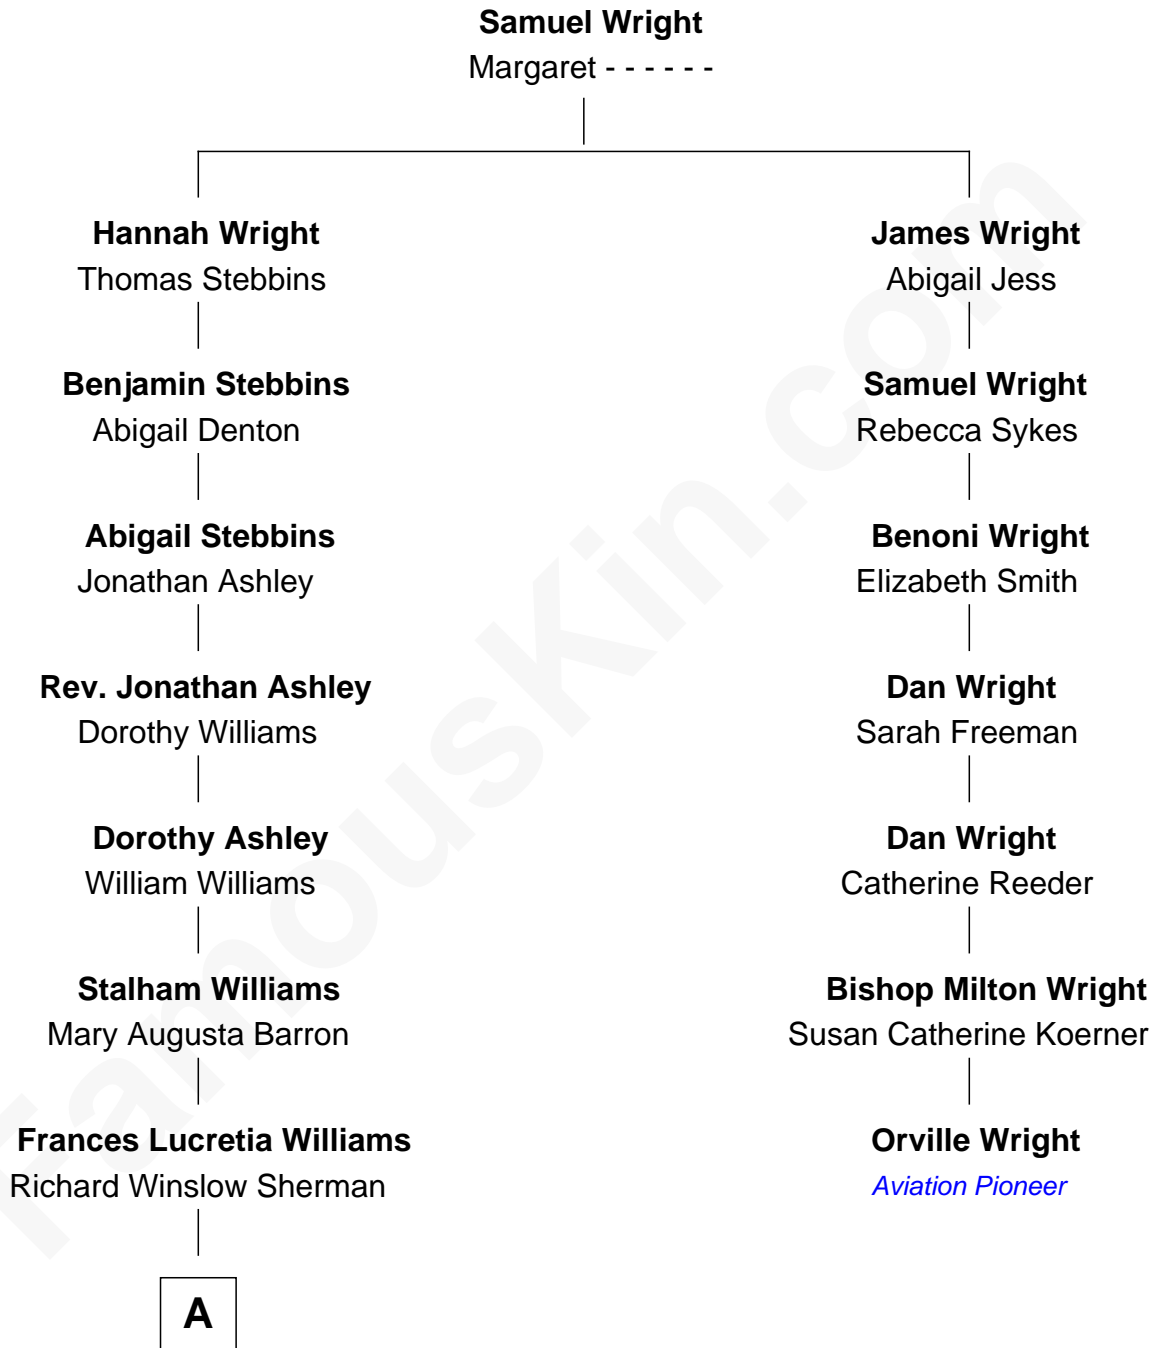 Samuel Wright
Margaret - - - - - -
Hannah Wright
Thomas Stebbins
James Wright
Abigail Jess
Benjamin Stebbins
Abigail Denton
Samuel Wright
Rebecca Sykes
Abigail Stebbins
Jonathan Ashley
Benoni Wright
Elizabeth Smith
Rev. Jonathan Ashley
Dorothy Williams
Dan Wright
Sarah Freeman
Dorothy Ashley
William Williams
Dan Wright
Catherine Reeder
Stalham Williams
Mary Augusta Barron
Bishop Milton Wright
Susan Catherine Koerner
Frances Lucretia Williams
Richard Winslow Sherman
Orville Wright
Aviation Pioneer
A
FamousKin.com